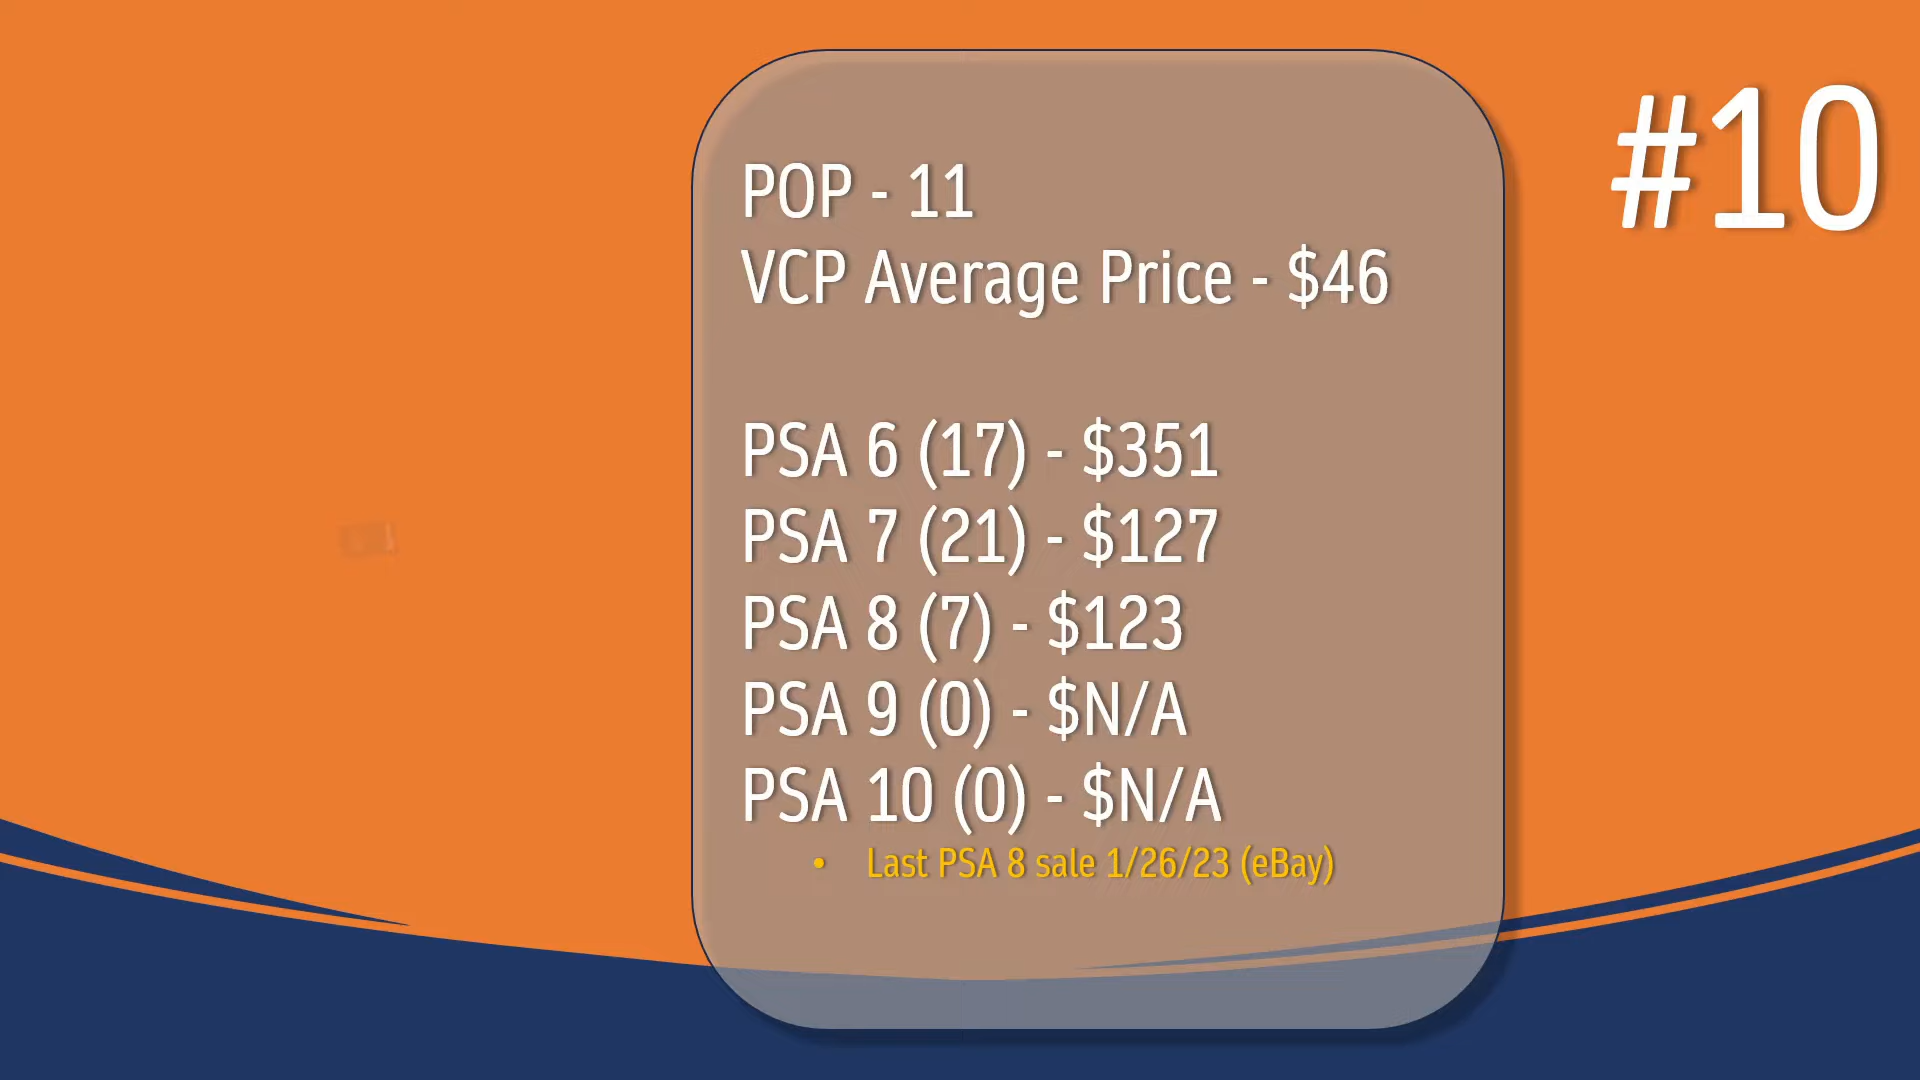 #10
POP - 11
VCP Average Price - $46
PSA 6 (17) - $351
PSA 7 (21) - $127
PSA 8 (7) - $123
PSA 9 (0) - $N/A
PSA 10 (0) - $N/A
• Last PSA 8 sale 1/26/23 (eBay)